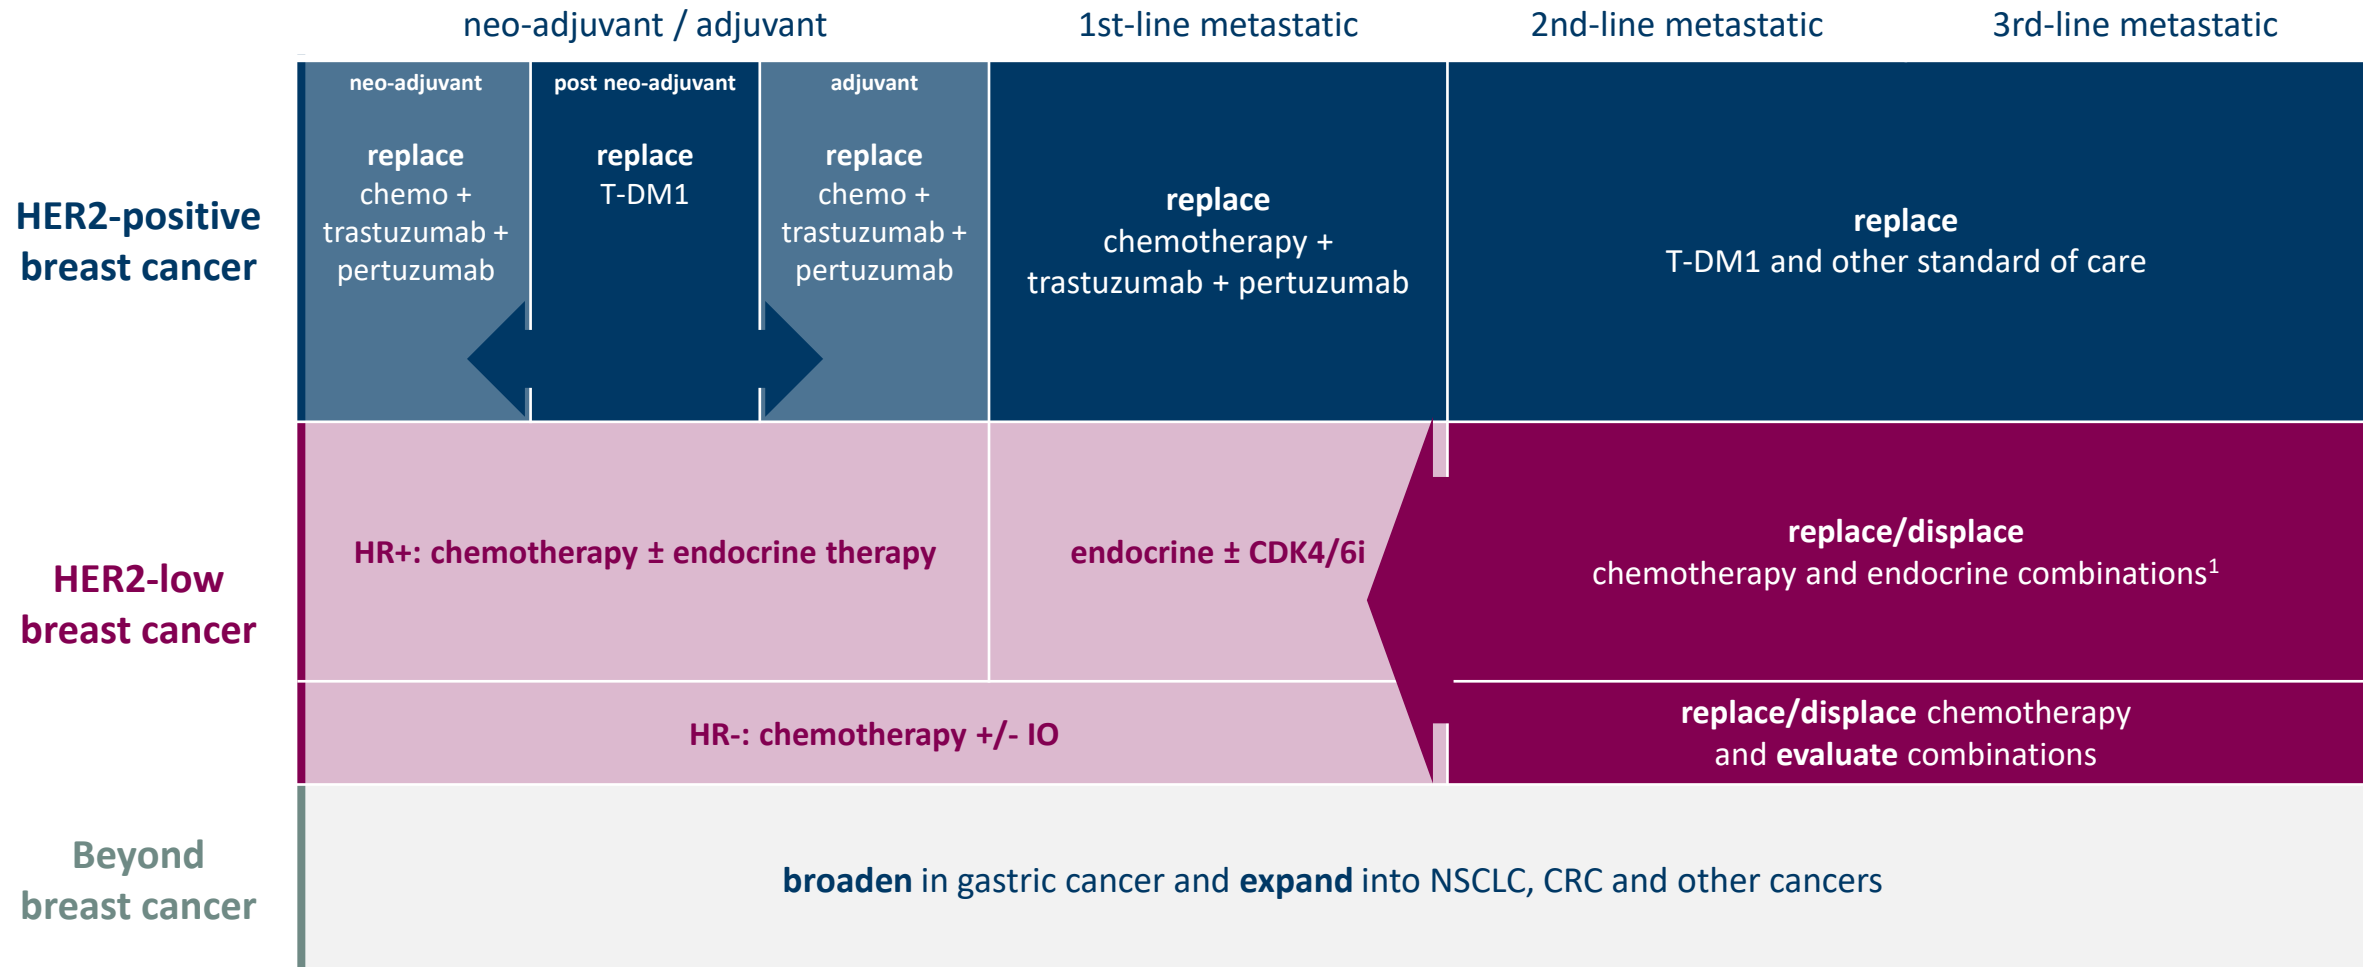 neo-adjuvant / adjuvant
1st-line metastatic
2nd-line metastatic
3rd-line metastatic
HER2-positive
breast cancer
neo-adjuvant
replace
chemo +
trastuzumab +
pertuzumab
post neo-adjuvant
replace
T-DM1
adjuvant
replace
chemo +
trastuzumab +
pertuzumab
replace
chemotherapy +
trastuzumab + pertuzumab
replace
T-DM1 and other standard of care
HER2-low
breast cancer
HR+: chemotherapy ± endocrine therapy
endocrine ± CDK4/6i
replace/displace
chemotherapy and endocrine combinations¹
HR-: chemotherapy +/- IO
replace/displace chemotherapy
and evaluate combinations
Beyond
breast cancer
broaden in gastric cancer and expand into NSCLC, CRC and other cancers